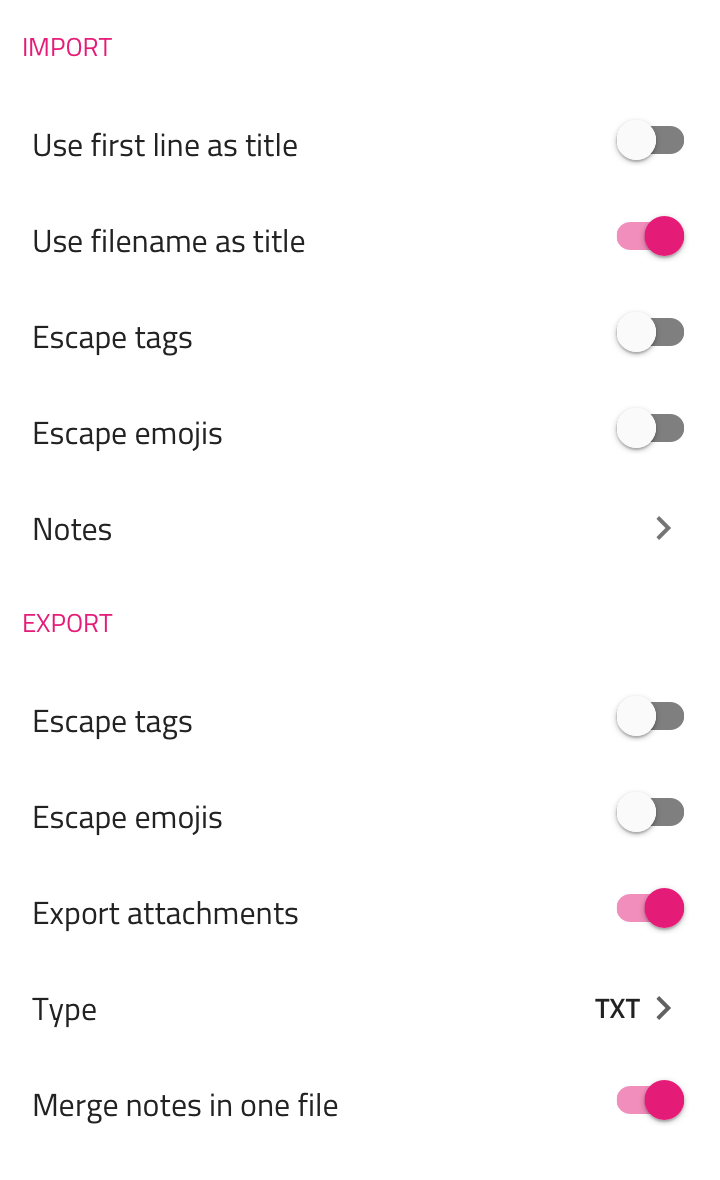 IMPORT
Use first line as title
Use filename as title
Escape tags
Escape emojis
Notes
EXPORT
Escape tags
Escape emojis
Export attachments
Type TXT
Merge notes in one file